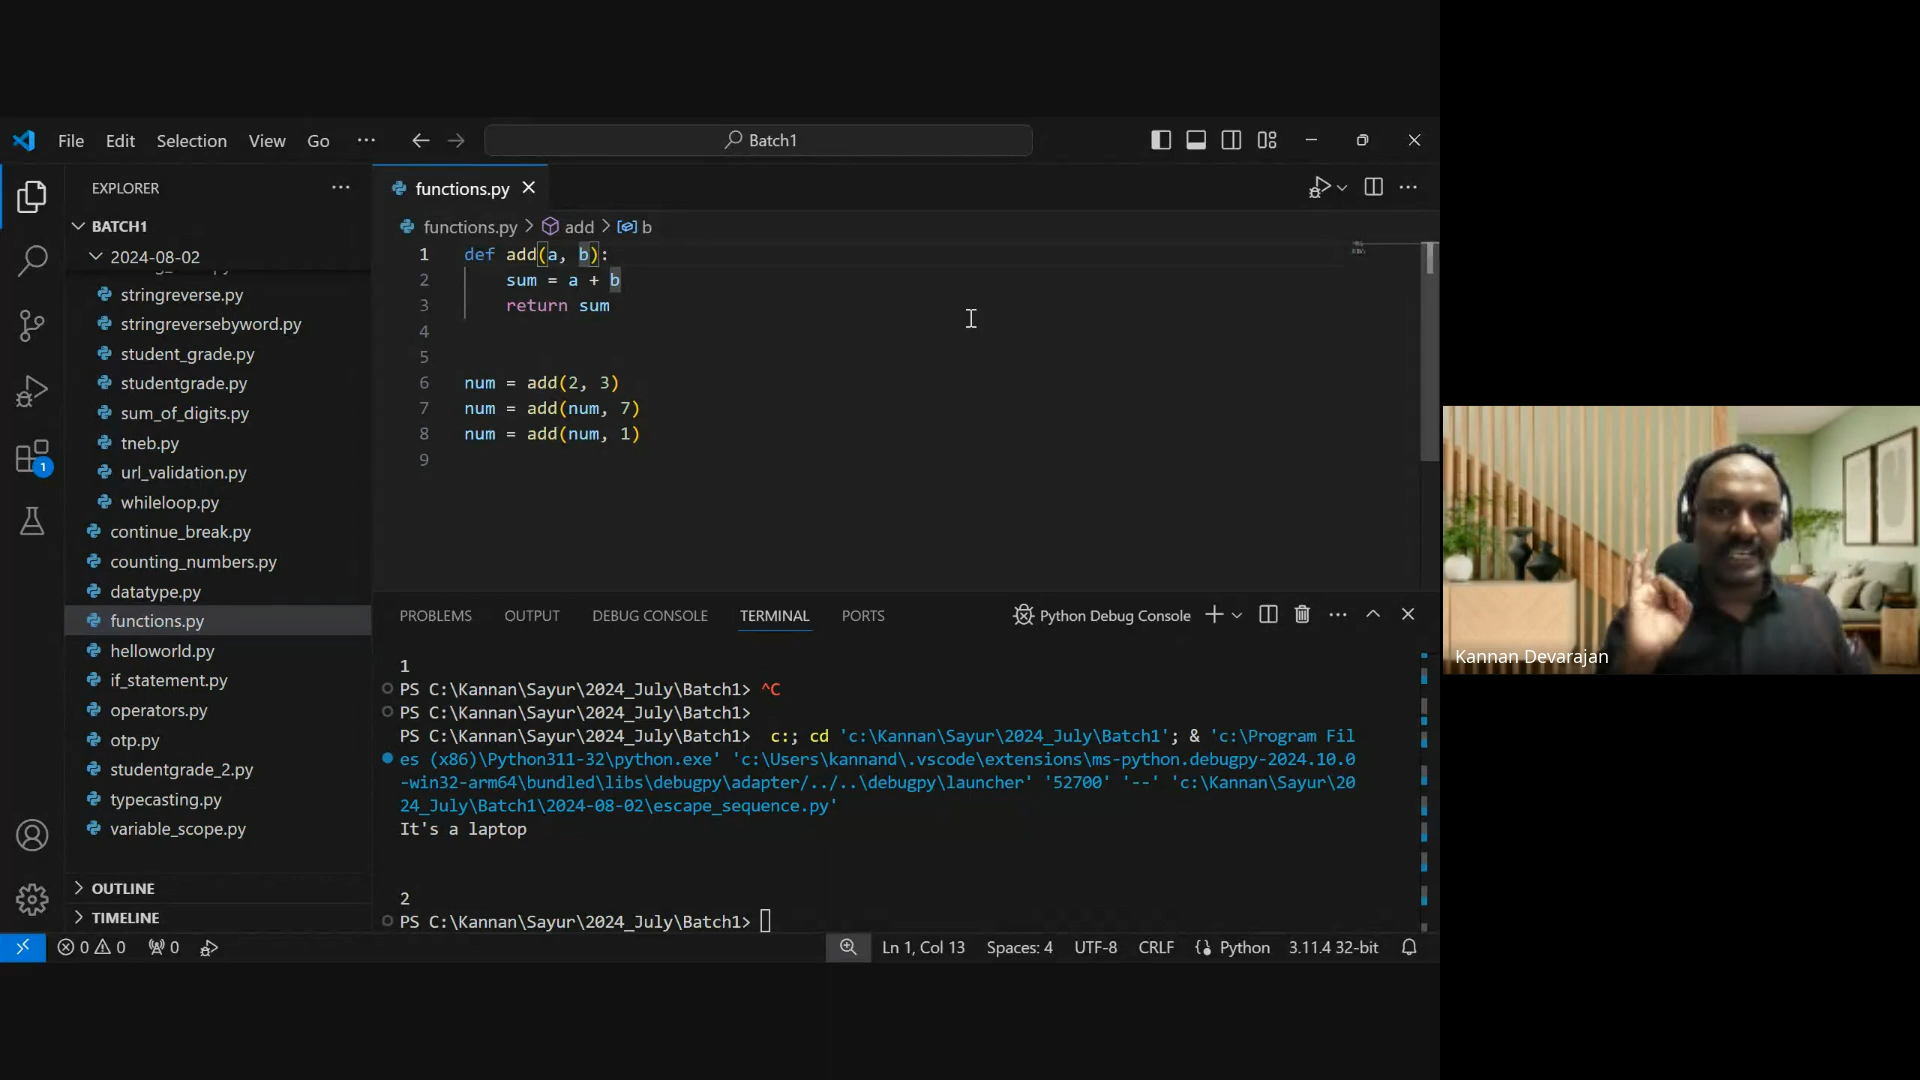 File Edit Selection View Go ··· Batch1
EXPLORER ···
BATCH1
2024-08-02
stringreverse.py
stringreversebyword.py
student_grade.py
studentgrade.py
sum_of_digits.py
tneb.py
url_validation.py
whileloop.py
continue_break.py
counting_numbers.py
datatype.py
functions.py
helloworld.py
if_statement.py
operators.py
otp.py
studentgrade_2.py
typecasting.py
variable_scope.py
OUTLINE
TIMELINE
1
functions.py
functions.py > add > b
1 def add(a, b):
2 sum = a + b
3 return sum
4
5
6 num = add(2, 3)
7 num = add(num, 7)
8 num = add(num, 1)
9
PROBLEMS OUTPUT DEBUG CONSOLE TERMINAL PORTS Python Debug Console
1
PS C:\Kannan\Sayur\2024_July\Batch1> ^C
PS C:\Kannan\Sayur\2024_July\Batch1>
PS C:\Kannan\Sayur\2024_July\Batch1> c:; cd 'c:\Kannan\Sayur\2024_July\Batch1'; & 'c:\Program Fil
es (x86)\Python311-32\python.exe' 'c:\Users\kannand\.vscode\extensions\ms-python.debugpy-2024.10.0
-win32-arm64\bundled\libs\debugpy\adapter/../..\debugpy\launcher' '52700' '--' 'c:\Kannan\Sayur\20
24_July\Batch1\2024-08-02\escape_sequence.py'
It's a laptop
2
PS C:\Kannan\Sayur\2024_July\Batch1>
0 0 0 Ln 1, Col 13 Spaces: 4 UTF-8 CRLF Python 3.11.4 32-bit
Kannan Devarajan